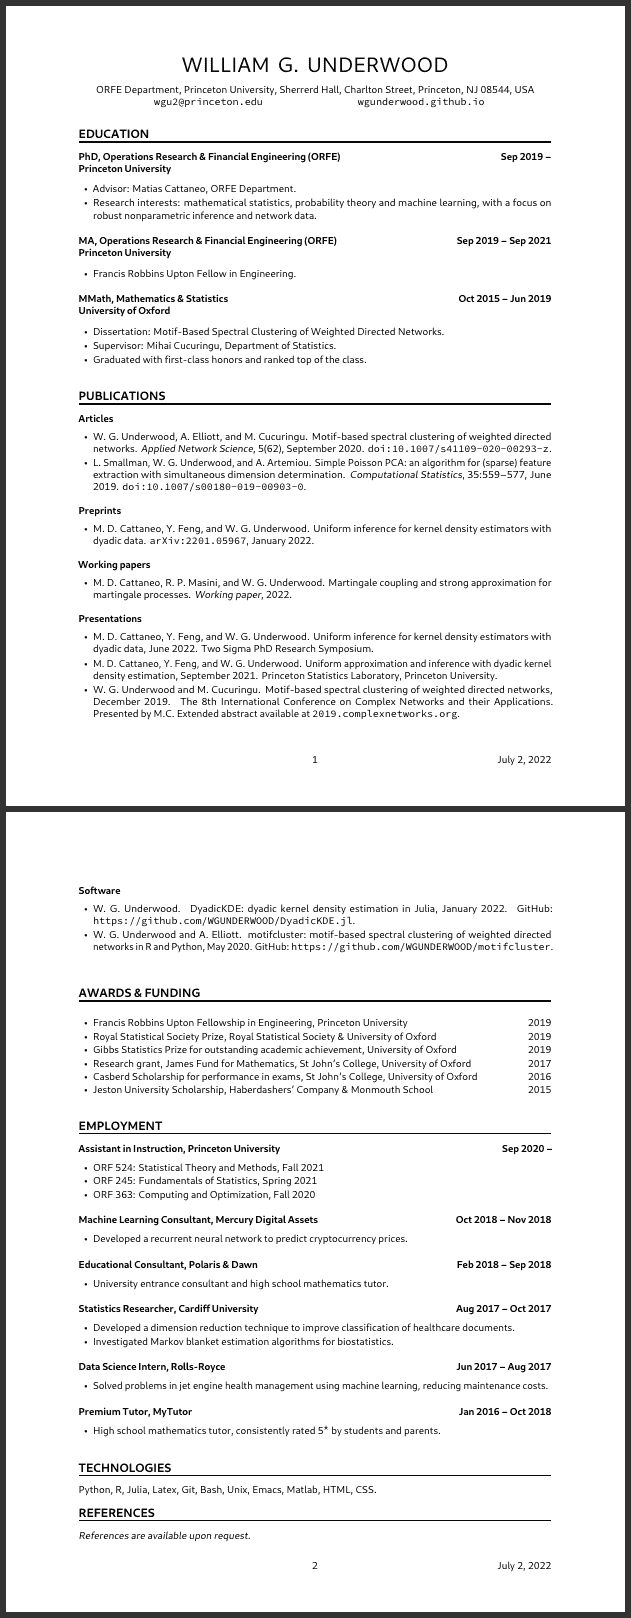 WILLIAM G. UNDERWOOD
ORFE Department, Princeton University, Sherrerd Hall, Charlton Street, Princeton, NJ 08544, USA
wgu2@princeton.edu wgunderwood.github.io
EDUCATION
PhD, Operations Research & Financial Engineering (ORFE) Sep 2019 –
Princeton University
• Advisor: Matias Cattaneo, ORFE Department.
• Research interests: mathematical statistics, probability theory and machine learning, with a focus on
robust nonparametric inference and network data.
MA, Operations Research & Financial Engineering (ORFE) Sep 2019 – Sep 2021
Princeton University
• Francis Robbins Upton Fellow in Engineering.
MMath, Mathematics & Statistics Oct 2015 – Jun 2019
University of Oxford
• Dissertation: Motif-Based Spectral Clustering of Weighted Directed Networks.
• Supervisor: Mihai Cucuringu, Department of Statistics.
• Graduated with first-class honors and ranked top of the class.
PUBLICATIONS
Articles
• W. G. Underwood, A. Elliott, and M. Cucuringu. Motif-based spectral clustering of weighted directed
networks. Applied Network Science, 5(62), September 2020. doi:10.1007/s41109-020-00293-z.
• L. Smallman, W. G. Underwood, and A. Artemiou. Simple Poisson PCA: an algorithm for (sparse) feature
extraction with simultaneous dimension determination. Computational Statistics, 35:559–577, June
2019. doi:10.1007/s00180-019-00903-0.
Preprints
• M. D. Cattaneo, Y. Feng, and W. G. Underwood. Uniform inference for kernel density estimators with
dyadic data. arXiv:2201.05967, January 2022.
Working papers
• M. D. Cattaneo, R. P. Masini, and W. G. Underwood. Martingale coupling and strong approximation for
martingale processes. Working paper, 2022.
Presentations
• M. D. Cattaneo, Y. Feng, and W. G. Underwood. Uniform inference for kernel density estimators with
dyadic data, June 2022. Two Sigma PhD Research Symposium.
• M. D. Cattaneo, Y. Feng, and W. G. Underwood. Uniform approximation and inference with dyadic kernel
density estimation, September 2021. Princeton Statistics Laboratory, Princeton University.
• W. G. Underwood and M. Cucuringu. Motif-based spectral clustering of weighted directed networks,
December 2019. The 8th International Conference on Complex Networks and their Applications.
Presented by M.C. Extended abstract available at 2019.complexnetworks.org.
1 July 2, 2022
Software
• W. G. Underwood. DyadicKDE: dyadic kernel density estimation in Julia, January 2022. GitHub:
https://github.com/WGUNDERWOOD/DyadicKDE.jl.
• W. G. Underwood and A. Elliott. motifcluster: motif-based spectral clustering of weighted directed
networks in R and Python, May 2020. GitHub: https://github.com/WGUNDERWOOD/motifcluster.
AWARDS & FUNDING
• Francis Robbins Upton Fellowship in Engineering, Princeton University 2019
• Royal Statistical Society Prize, Royal Statistical Society & University of Oxford 2019
• Gibbs Statistics Prize for outstanding academic achievement, University of Oxford 2019
• Research grant, James Fund for Mathematics, St John's College, University of Oxford 2017
• Casberd Scholarship for performance in exams, St John's College, University of Oxford 2016
• Jeston University Scholarship, Haberdashers' Company & Monmouth School 2015
EMPLOYMENT
Assistant in Instruction, Princeton University Sep 2020 –
• ORF 524: Statistical Theory and Methods, Fall 2021
• ORF 245: Fundamentals of Statistics, Spring 2021
• ORF 363: Computing and Optimization, Fall 2020
Machine Learning Consultant, Mercury Digital Assets Oct 2018 – Nov 2018
• Developed a recurrent neural network to predict cryptocurrency prices.
Educational Consultant, Polaris & Dawn Feb 2018 – Sep 2018
• University entrance consultant and high school mathematics tutor.
Statistics Researcher, Cardiff University Aug 2017 – Oct 2017
• Developed a dimension reduction technique to improve classification of healthcare documents.
• Investigated Markov blanket estimation algorithms for biostatistics.
Data Science Intern, Rolls-Royce Jun 2017 – Aug 2017
• Solved problems in jet engine health management using machine learning, reducing maintenance costs.
Premium Tutor, MyTutor Jan 2016 – Oct 2018
• High school mathematics tutor, consistently rated 5* by students and parents.
TECHNOLOGIES
Python, R, Julia, Latex, Git, Bash, Unix, Emacs, Matlab, HTML, CSS.
REFERENCES
References are available upon request.
2 July 2, 2022